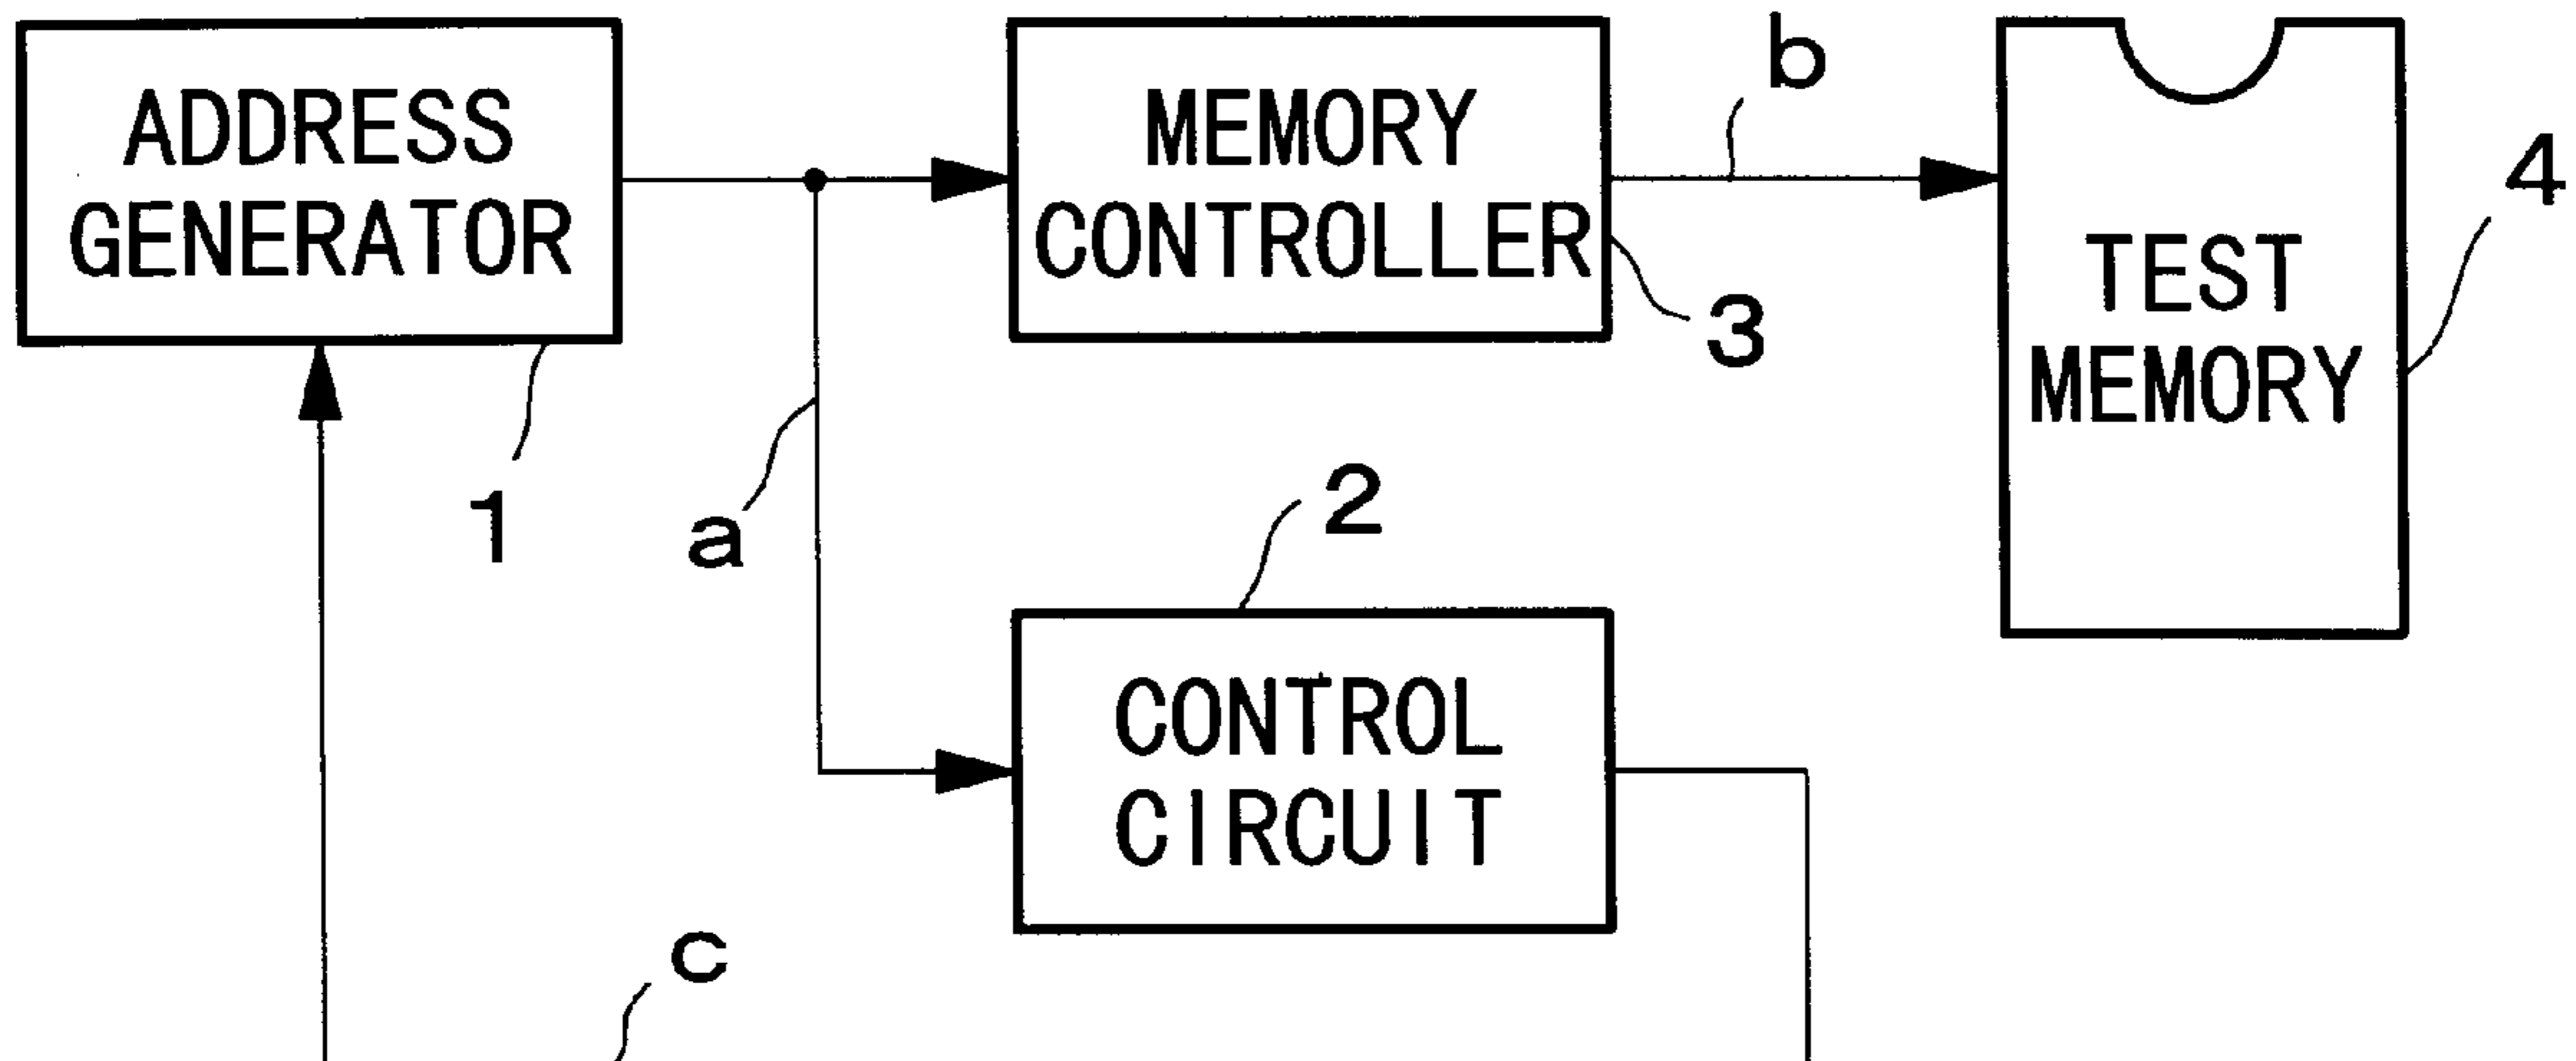 ADDRESS
GENERATOR
1
MEMORY
CONTROLLER
3
b
TEST
MEMORY
4
a
2
CONTROL
CIRCUIT
c